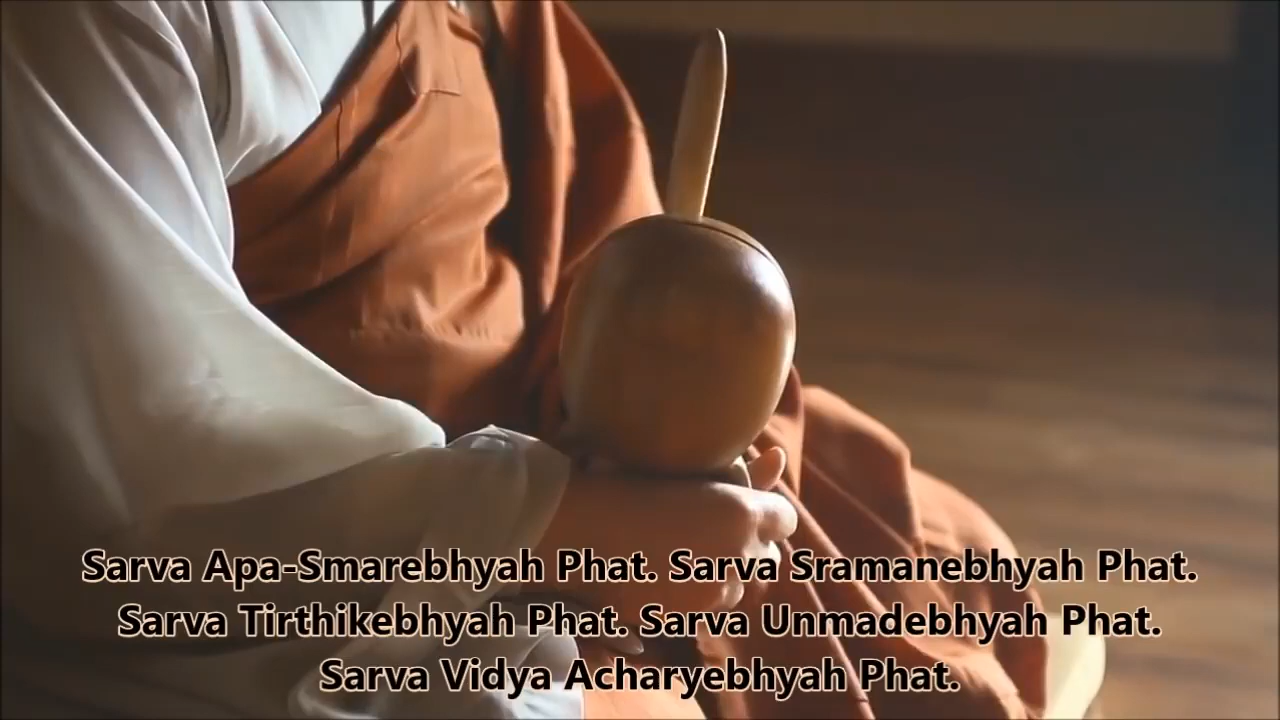 Sarva Apa-Smarebhyah Phat. Sarva Sramanebhyah Phat.
Sarva Tirthikebhyah Phat. Sarva Unmadebhyah Phat.
Sarva Vidya Acharyebhyah Phat.